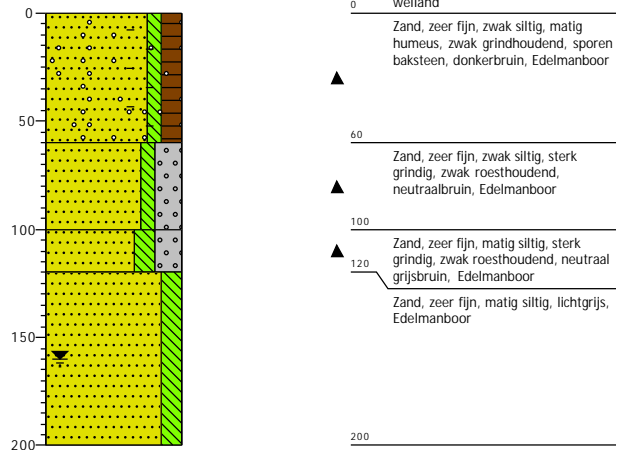 weiland
0
0
Zand, zeer fijn, zwak siltig, matig
humeus, zwak grindhoudend, sporen
baksteen, donkerbruin, Edelmanboor
50
60
Zand, zeer fijn, zwak siltig, sterk
grindig, zwak roesthoudend,
neutraalbruin, Edelmanboor
100
100
Zand, zeer fijn, matig siltig, sterk
grindig, zwak roesthoudend, neutraal
grijsbruin, Edelmanboor
120
Zand, zeer fijn, matig siltig, lichtgrijs,
Edelmanboor
150
200
200